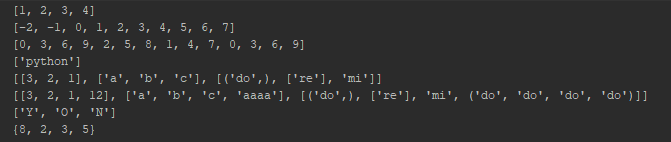 [1, 2, 3, 4]
[-2, -1, 0, 1, 2, 3, 4, 5, 6, 7]
[0, 3, 6, 9, 2, 5, 8, 1, 4, 7, 0, 3, 6, 9]
['python']
[[3, 2, 1], ['a', 'b', 'c'], [('do',), ['re'], 'mi']]
[[3, 2, 1, 12], ['a', 'b', 'c', 'aaaa'], [('do',), ['re'], 'mi', ('do', 'do', 'do', 'do')]]
['Y', 'O', 'N']
{8, 2, 3, 5}